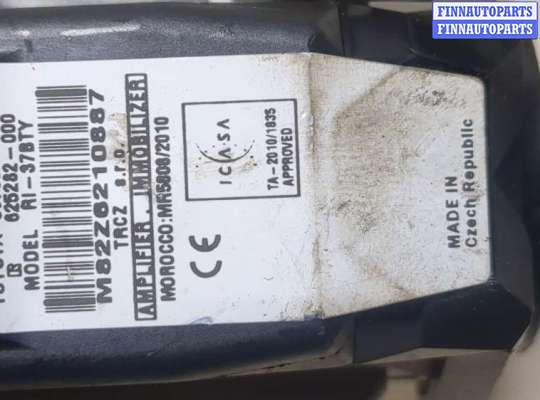 626282-000
MODEL RI-37BTY
M82Z6210887
TRCZ s.r.o.
AMPLIFIER, IMMOBILIZER
MOROCCO:MR5808/2010
CE
ICASA
TA-2010/1835
APPROVED
MADE IN
Czech Republic
FINNAUTOPARTS
FINNAUTOPARTS